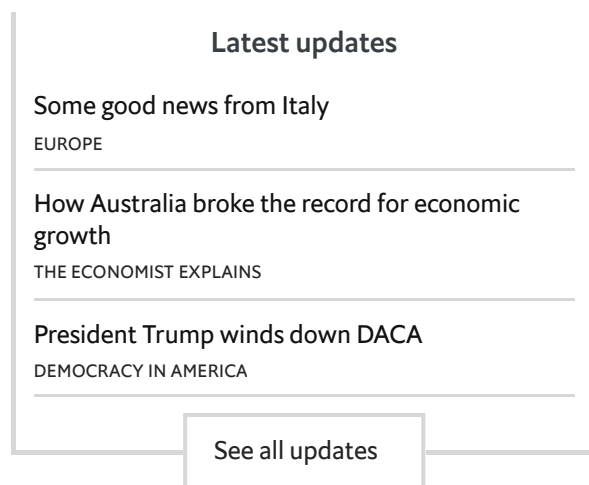 Latest updates
Some good news from Italy
EUROPE
How Australia broke the record for economic
growth
THE ECONOMIST EXPLAINS
President Trump winds down DACA
DEMOCRACY IN AMERICA
See all updates